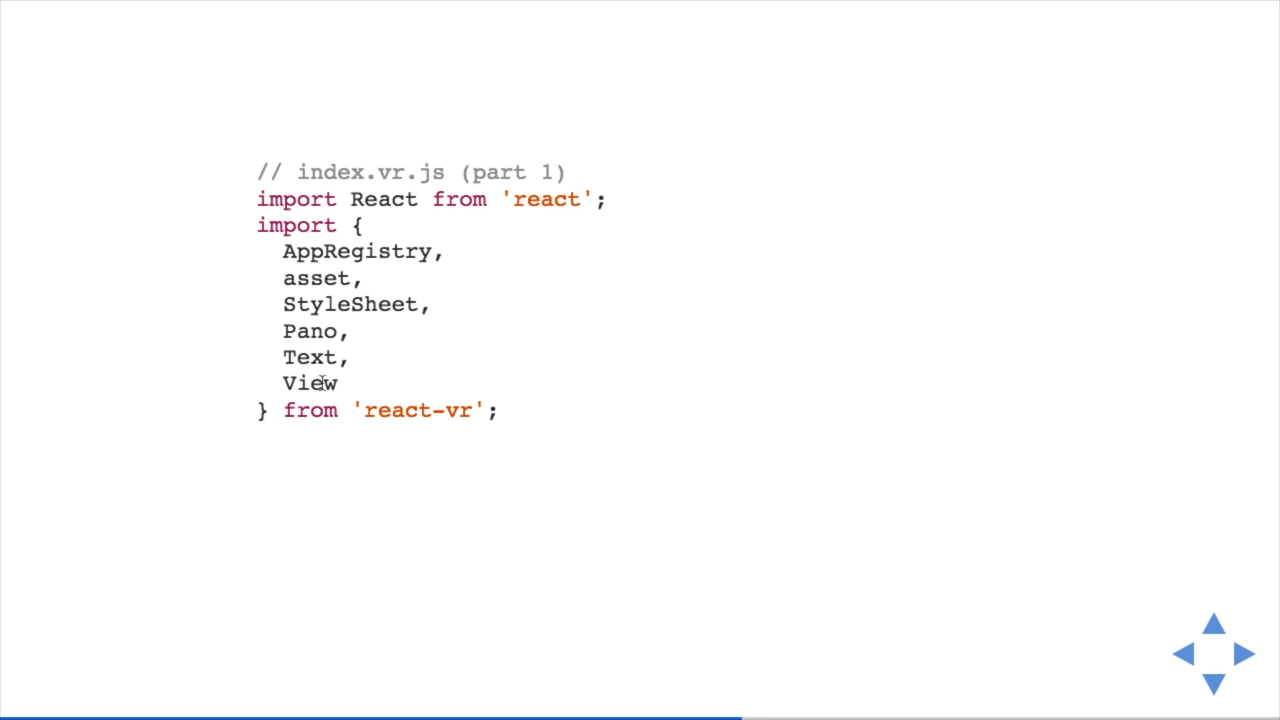 // index.vr.js (part 1)
import React from 'react';
import {
  AppRegistry,
  asset,
  StyleSheet,
  Pano,
  Text,
  View
} from 'react-vr';